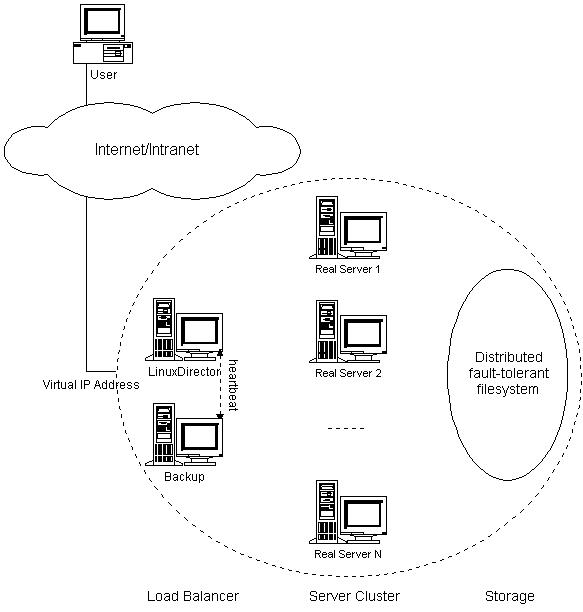 User
Internet/Intranet
Real Server 1
LinuxDirector
heartbeat
Real Server 2
Virtual IP Address
Distributed
fault-tolerant
filesystem
Backup
Real Server N
Load Balancer
Server Cluster
Storage